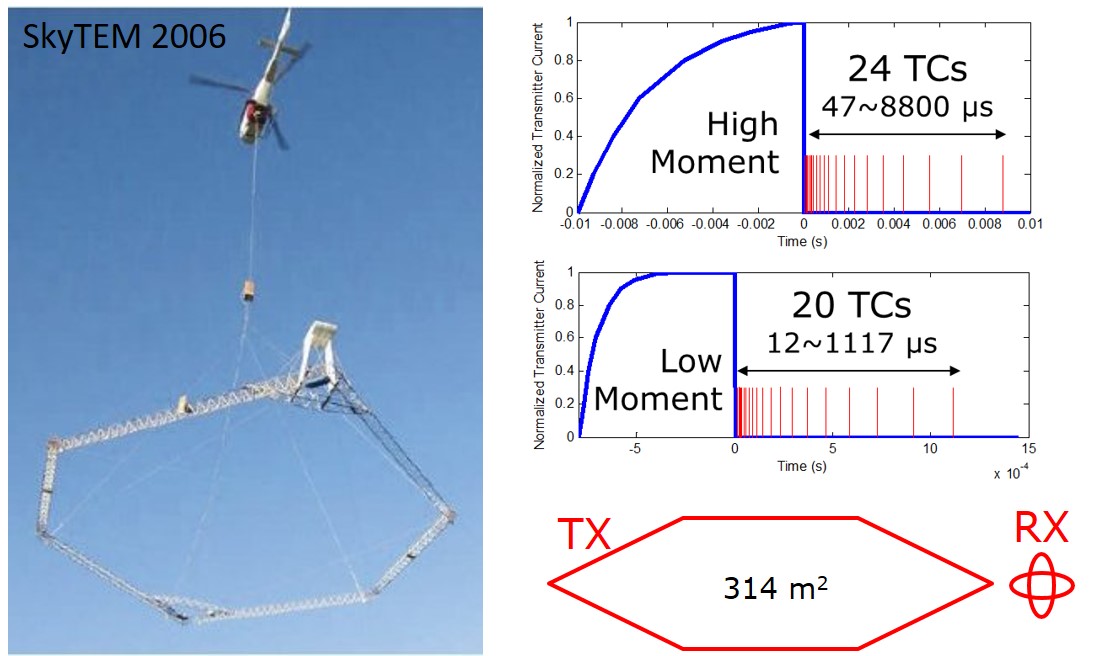 SkyTEM 2006
Normalized Transmitter Current
1
0.8
0.6
0.4
0.2
0
24 TCs
47~8800 µs
High
Moment
-0.01 -0.008 -0.006 -0.004 -0.002 0 0.002 0.004 0.006 0.008 0.01
Time (s)
Normalized Transmitter Current
1
0.8
0.6
0.4
0.2
0
20 TCs
12~1117 µs
Low
Moment
-5 0 5 10 15
Time (s)
x 10-4
TX
RX
314 m²